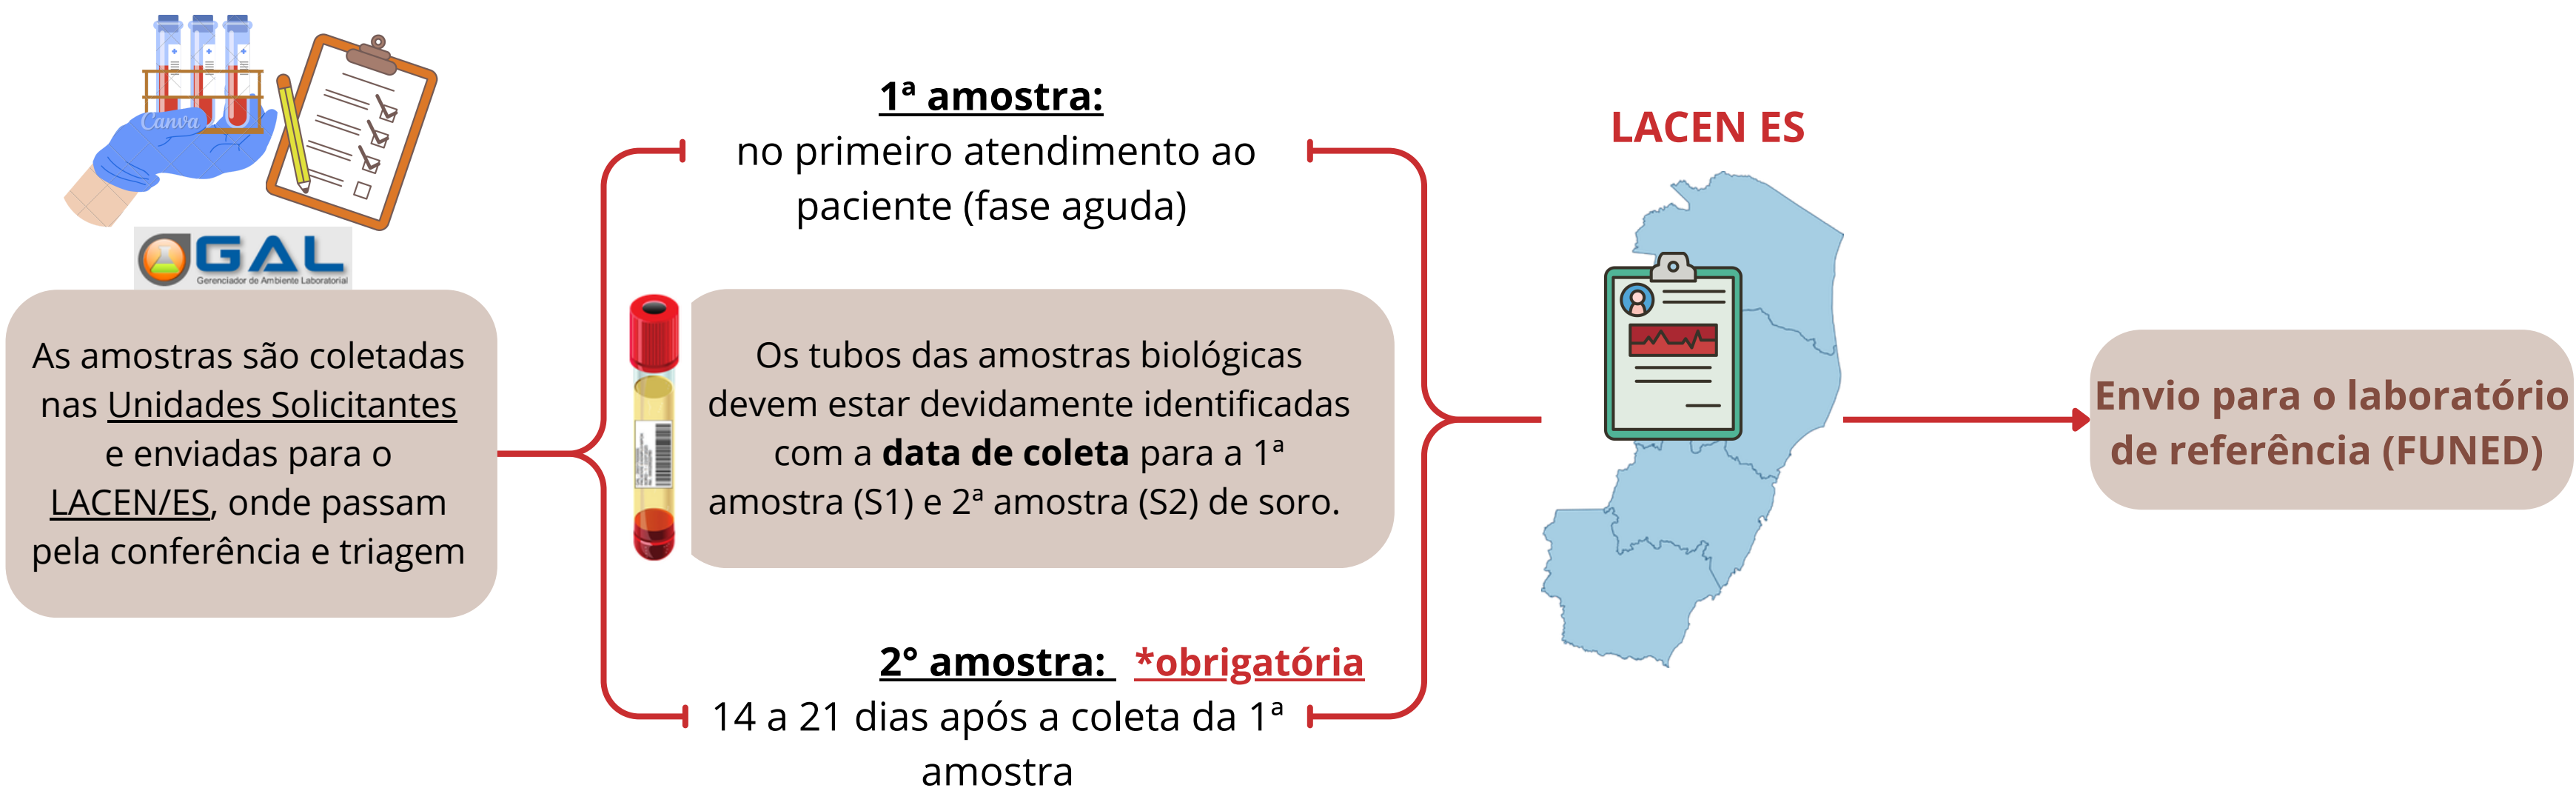 Canva
GAL
Gerenciador de Ambiente Laboratorial
As amostras são coletadas
nas Unidades Solicitantes
e enviadas para o
LACEN/ES, onde passam
pela conferência e triagem
1ª amostra:
no primeiro atendimento ao
paciente (fase aguda)
Os tubos das amostras biológicas
devem estar devidamente identificadas
com a data de coleta para a 1ª
amostra (S1) e 2ª amostra (S2) de soro.
2° amostra: *obrigatória
14 a 21 dias após a coleta da 1ª
amostra
LACEN ES
Envio para o laboratório
de referência (FUNED)